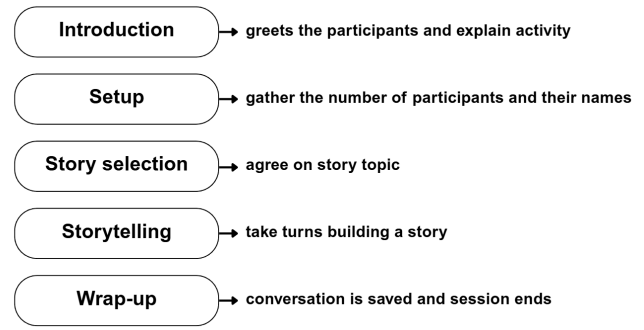 Introduction
greets the participants and explain activity
Setup
gather the number of participants and their names
Story selection
agree on story topic
Storytelling
take turns building a story
Wrap-up
conversation is saved and session ends